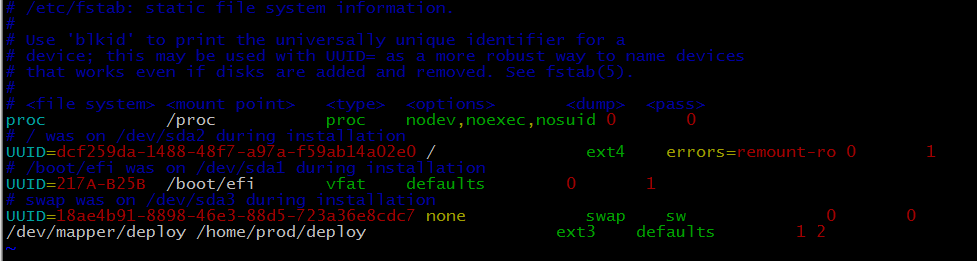 # /etc/fstab: static file system information.
#
# Use 'blkid' to print the universally unique identifier for a
# device; this may be used with UUID= as a more robust way to name devices
# that works even if disks are added and removed. See fstab(5).
#
# <file system> <mount point>   <type>  <options>       <dump>  <pass>
proc            /proc           proc    nodev,noexec,nosuid 0       0
# / was on /dev/sda2 during installation
UUID=dcf259da-1488-48f7-a97a-f59ab14a02e0 /               ext4    errors=remount-ro 0       1
# /boot/efi was on /dev/sda1 during installation
UUID=217A-B25B  /boot/efi       vfat    defaults        0       1
# swap was on /dev/sda3 during installation
UUID=18ae4b91-8898-46e3-88d5-723a36e8cdc7 none            swap    sw              0       0
/dev/mapper/deploy /home/prod/deploy                   ext3    defaults        1 2
~